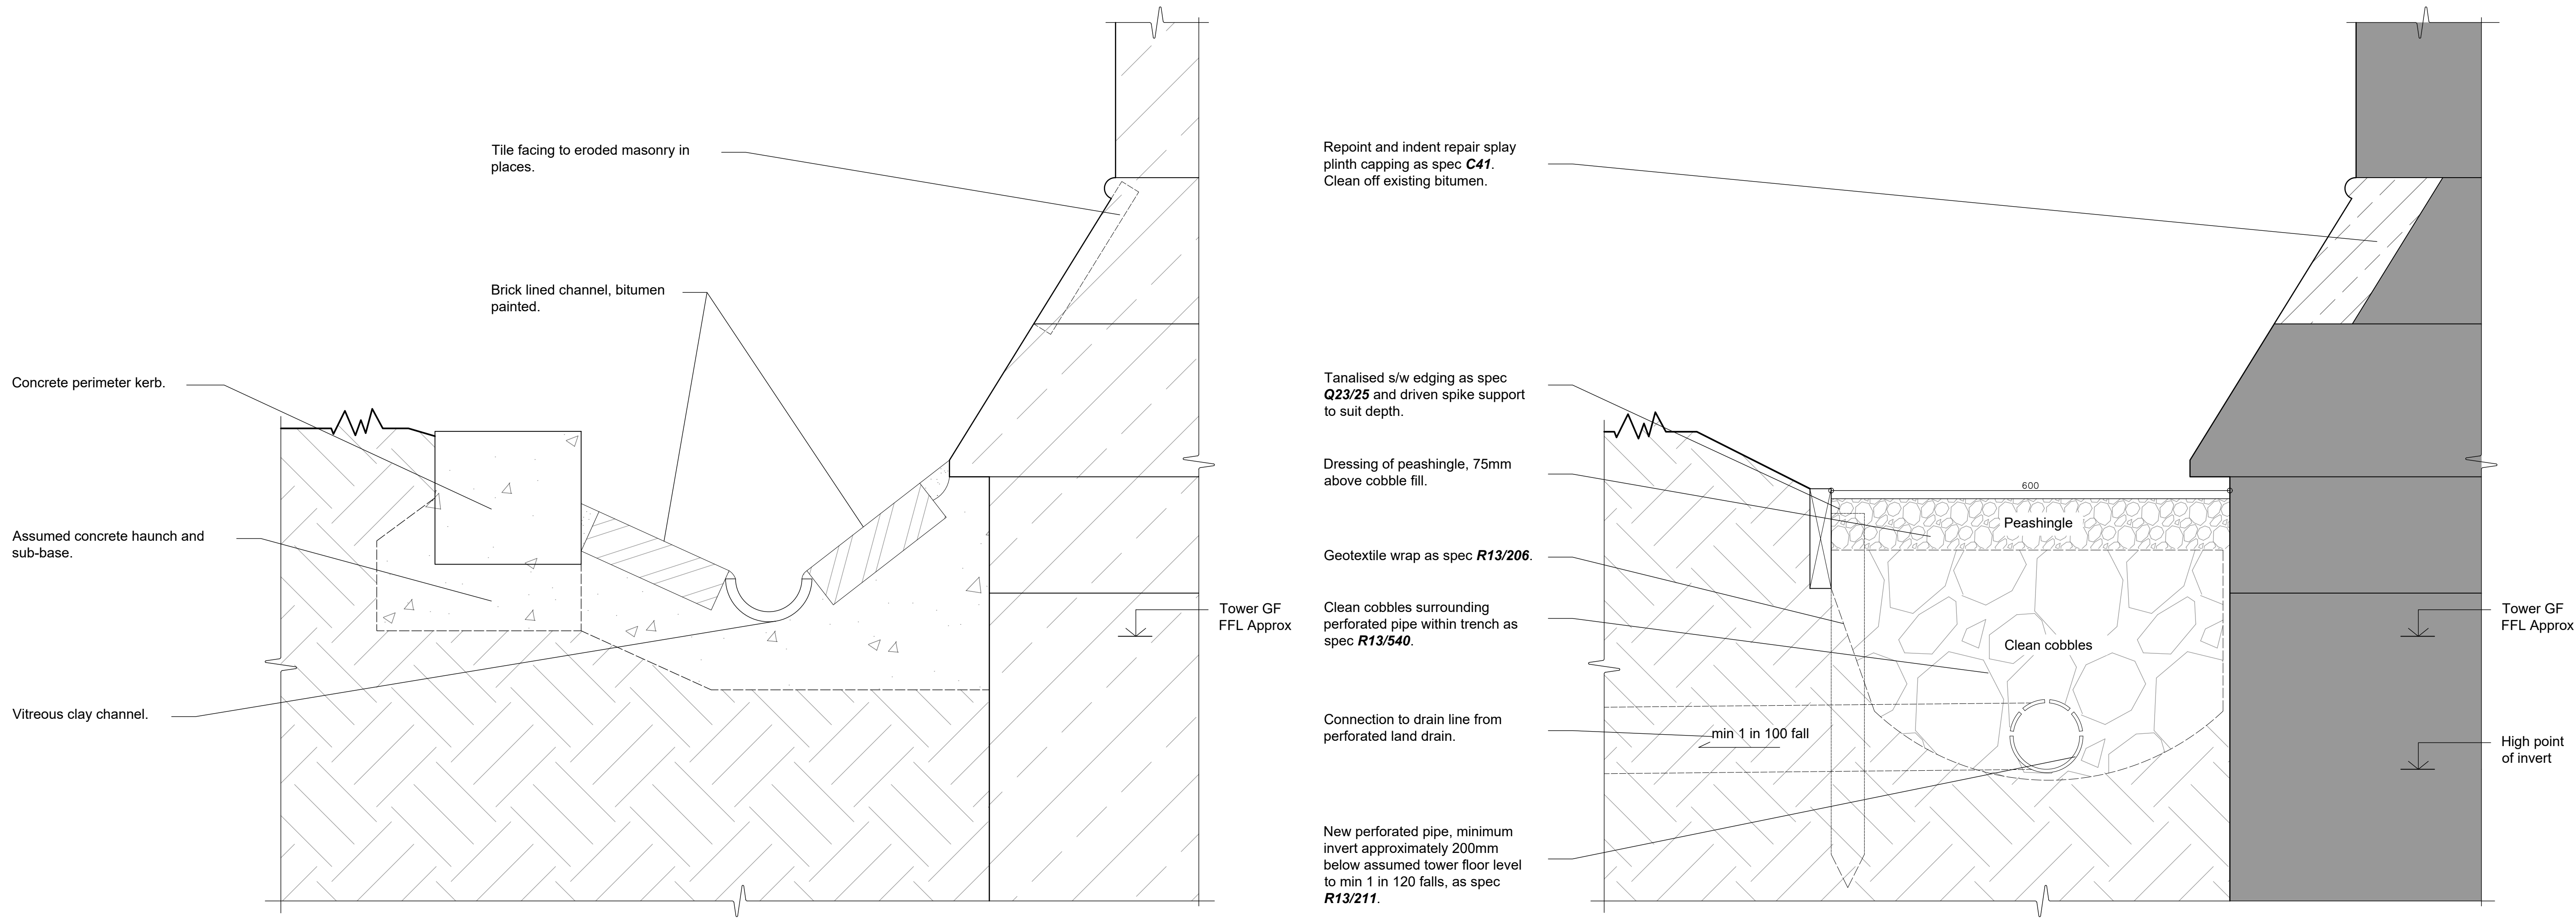 Tile facing to eroded masonry in
places.
Brick lined channel, bitumen
painted.
Concrete perimeter kerb.
Assumed concrete haunch and
sub-base.
Vitreous clay channel.
Tower GF
FFL Approx
Repoint and indent repair splay
plinth capping as spec C41.
Clean off existing bitumen.
Tanalised s/w edging as spec
Q23/25 and driven spike support
to suit depth.
Dressing of peashingle, 75mm
above cobble fill.
Geotextile wrap as spec R13/206.
Clean cobbles surrounding
perforated pipe within trench as
spec R13/540.
Connection to drain line from
perforated land drain.
New perforated pipe, minimum
invert approximately 200mm
below assumed tower floor level
to min 1 in 120 falls, as spec
R13/211.
600
Peashingle
Clean cobbles
min 1 in 100 fall
Tower GF
FFL Approx
High point
of invert